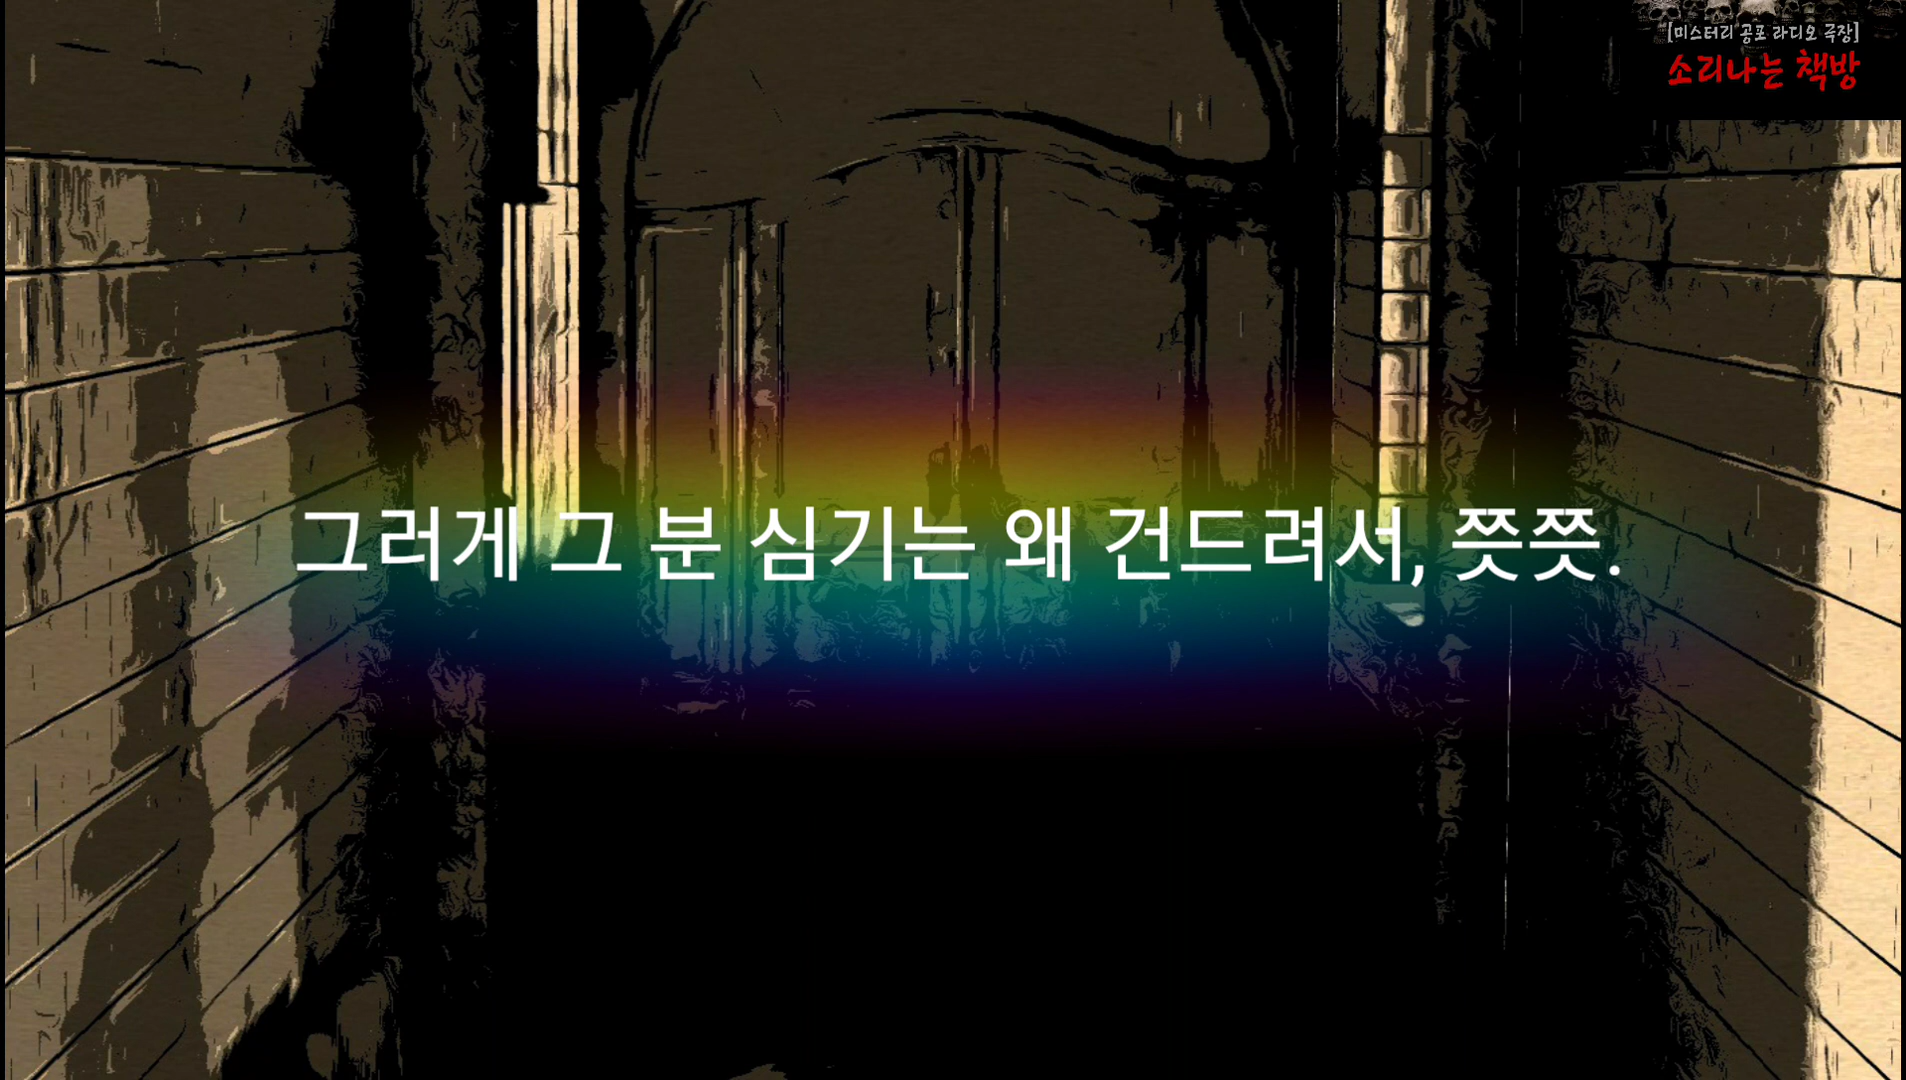 [미스터리 공포 라디오 극장]
소리나는 책방
그러게 그 분 심기는 왜 건드려서, 쯧쯧.